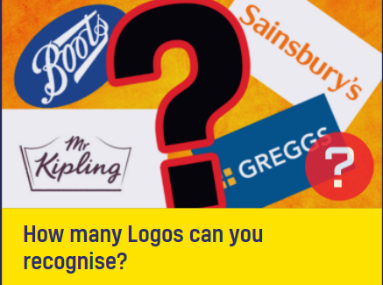 Boots
Sainsbury's
?
Mr
Kipling
GREGGS
?
How many Logos can you
recognise?